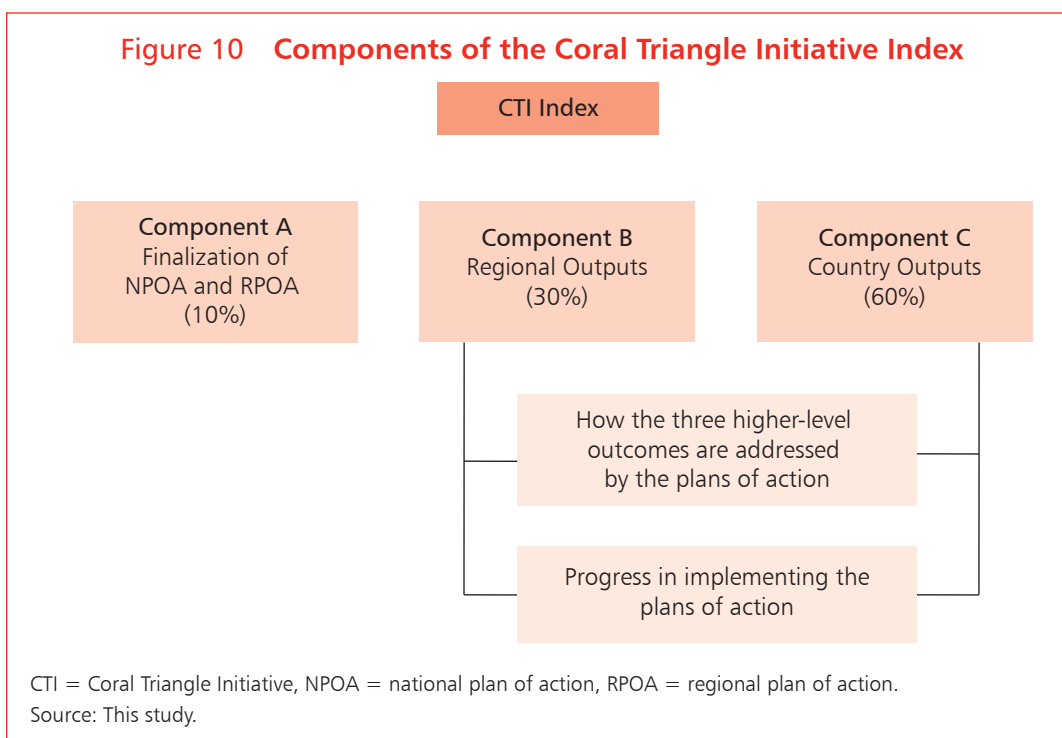 Figure 10 Components of the Coral Triangle Initiative Index
CTI Index
Component A
Finalization of
NPOA and RPOA
(10%)
Component B
Regional Outputs
(30%)
Component C
Country Outputs
(60%)
How the three higher-level
outcomes are addressed
by the plans of action
Progress in implementing the
plans of action
CTI = Coral Triangle Initiative, NPOA = national plan of action, RPOA = regional plan of action.
Source: This study.